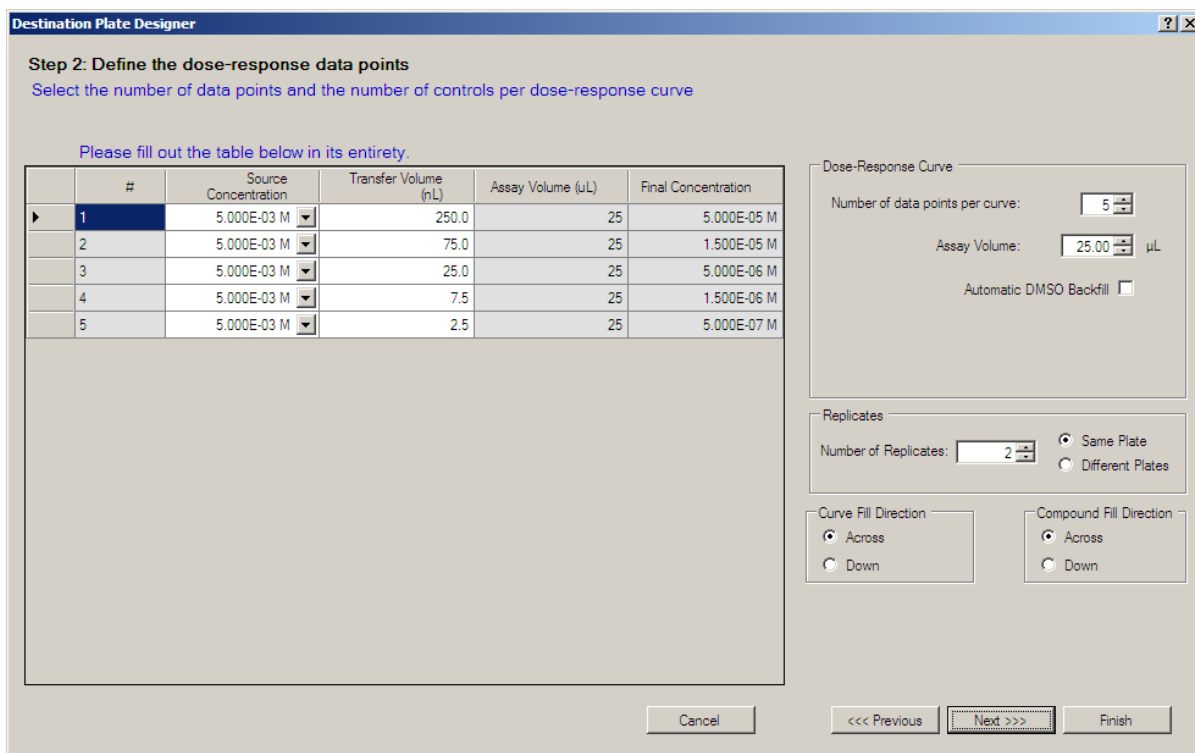 Destination Plate Designer
Step 2: Define the dose-response data points
Select the number of data points and the number of controls per dose-response curve
Please fill out the table below in its entirety.
# Source Concentration Transfer Volume (nL) Assay Volume (uL) Final Concentration
1 5.000E-03 M 250.0 25 5.000E-05 M
2 5.000E-03 M 75.0 25 1.500E-05 M
3 5.000E-03 M 25.0 25 5.000E-06 M
4 5.000E-03 M 7.5 25 1.500E-06 M
5 5.000E-03 M 2.5 25 5.000E-07 M
Dose-Response Curve
Number of data points per curve: 5
Assay Volume: 25.00 µL
Automatic DMSO Backfill
Replicates
Number of Replicates: 2
Same Plate
Different Plates
Curve Fill Direction
Across
Down
Compound Fill Direction
Across
Down
Cancel
<<< Previous
Next >>>
Finish